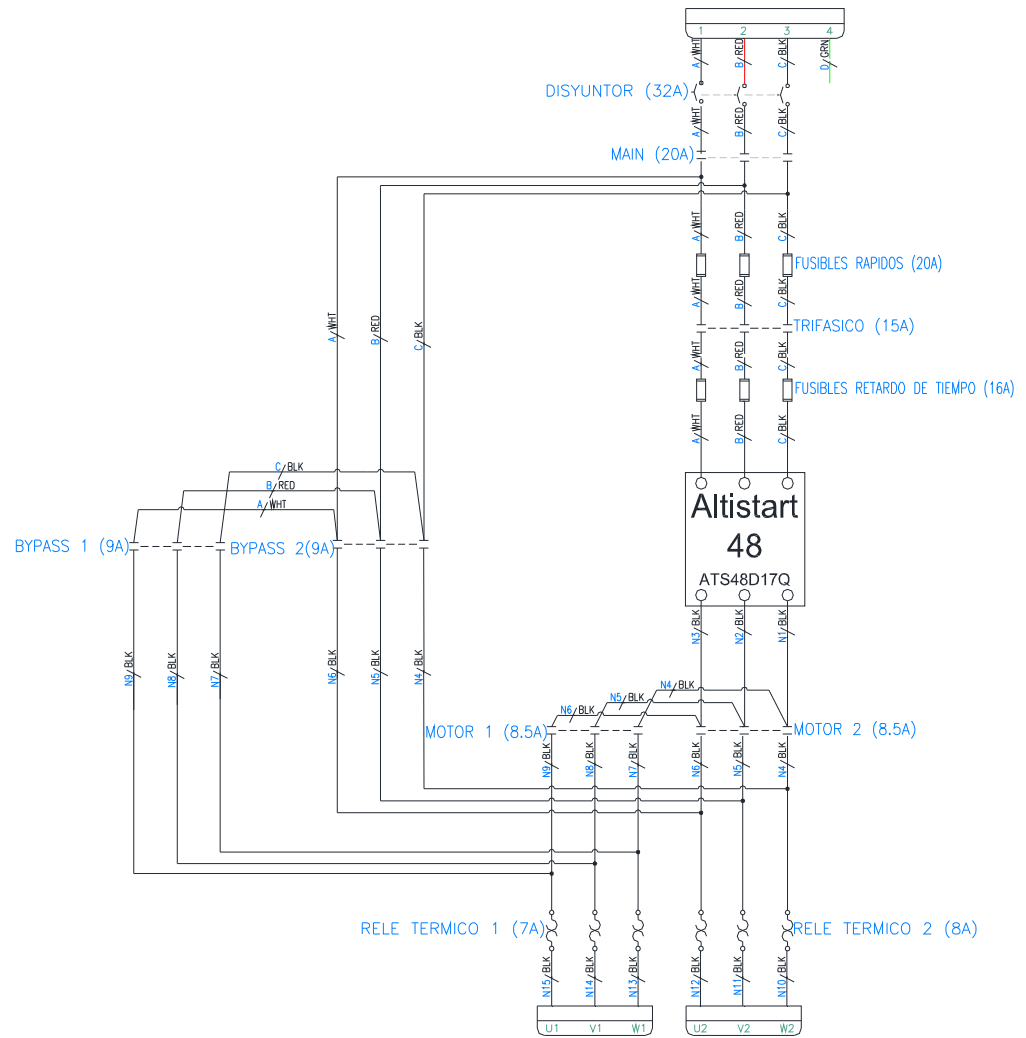 1 2 3 4
A/WHT B/RED C/BLK D/GRN
DISYUNTOR (32A)
A/WHT B/RED C/BLK
MAIN (20A)
A/WHT B/RED C/BLK
FUSIBLES RAPIDOS (20A)
A/WHT B/RED C/BLK
TRIFASICO (15A)
A/WHT B/RED C/BLK
A/WHT B/RED C/BLK
FUSIBLES RETARDO DE TIEMPO (16A)
A/WHT B/RED C/BLK
C/BLK
B/RED
A/WHT
Altistart
48
ATS48D17Q
BYPASS 1 (9A)
BYPASS 2(9A)
N3/BLK N2/BLK N1/BLK
N9/BLK N8/BLK N7/BLK N6/BLK N5/BLK N4/BLK
N4/BLK
N5/BLK
N6/BLK
MOTOR 1 (8.5A)
MOTOR 2 (8.5A)
N9/BLK N8/BLK N7/BLK N6/BLK N5/BLK N4/BLK
RELE TERMICO 1 (7A)
RELE TERMICO 2 (8A)
N15/BLK N14/BLK N13/BLK N12/BLK N11/BLK N10/BLK
U1 V1 W1 U2 V2 W2